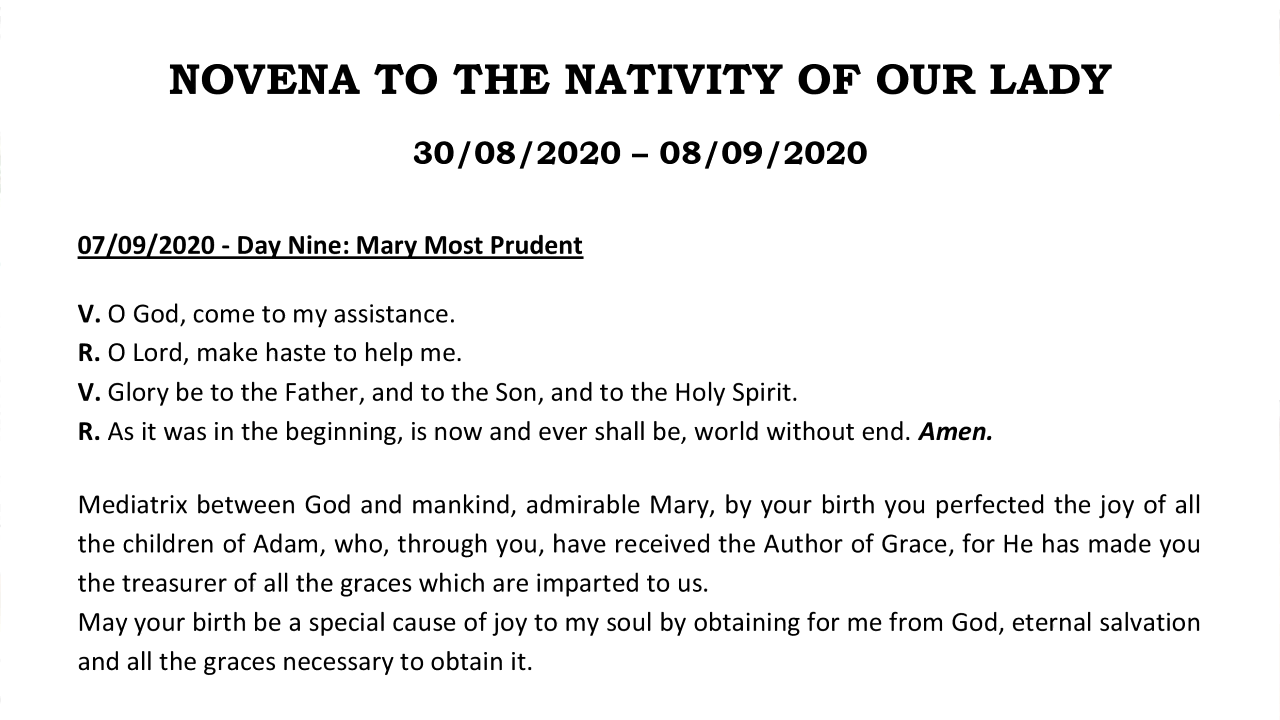 NOVENA TO THE NATIVITY OF OUR LADY
30/08/2020 – 08/09/2020
07/09/2020 - Day Nine: Mary Most Prudent
V. O God, come to my assistance.
R. O Lord, make haste to help me.
V. Glory be to the Father, and to the Son, and to the Holy Spirit.
R. As it was in the beginning, is now and ever shall be, world without end. Amen.
Mediatrix between God and mankind, admirable Mary, by your birth you perfected the joy of all
the children of Adam, who, through you, have received the Author of Grace, for He has made you
the treasurer of all the graces which are imparted to us.
May your birth be a special cause of joy to my soul by obtaining for me from God, eternal salvation
and all the graces necessary to obtain it.